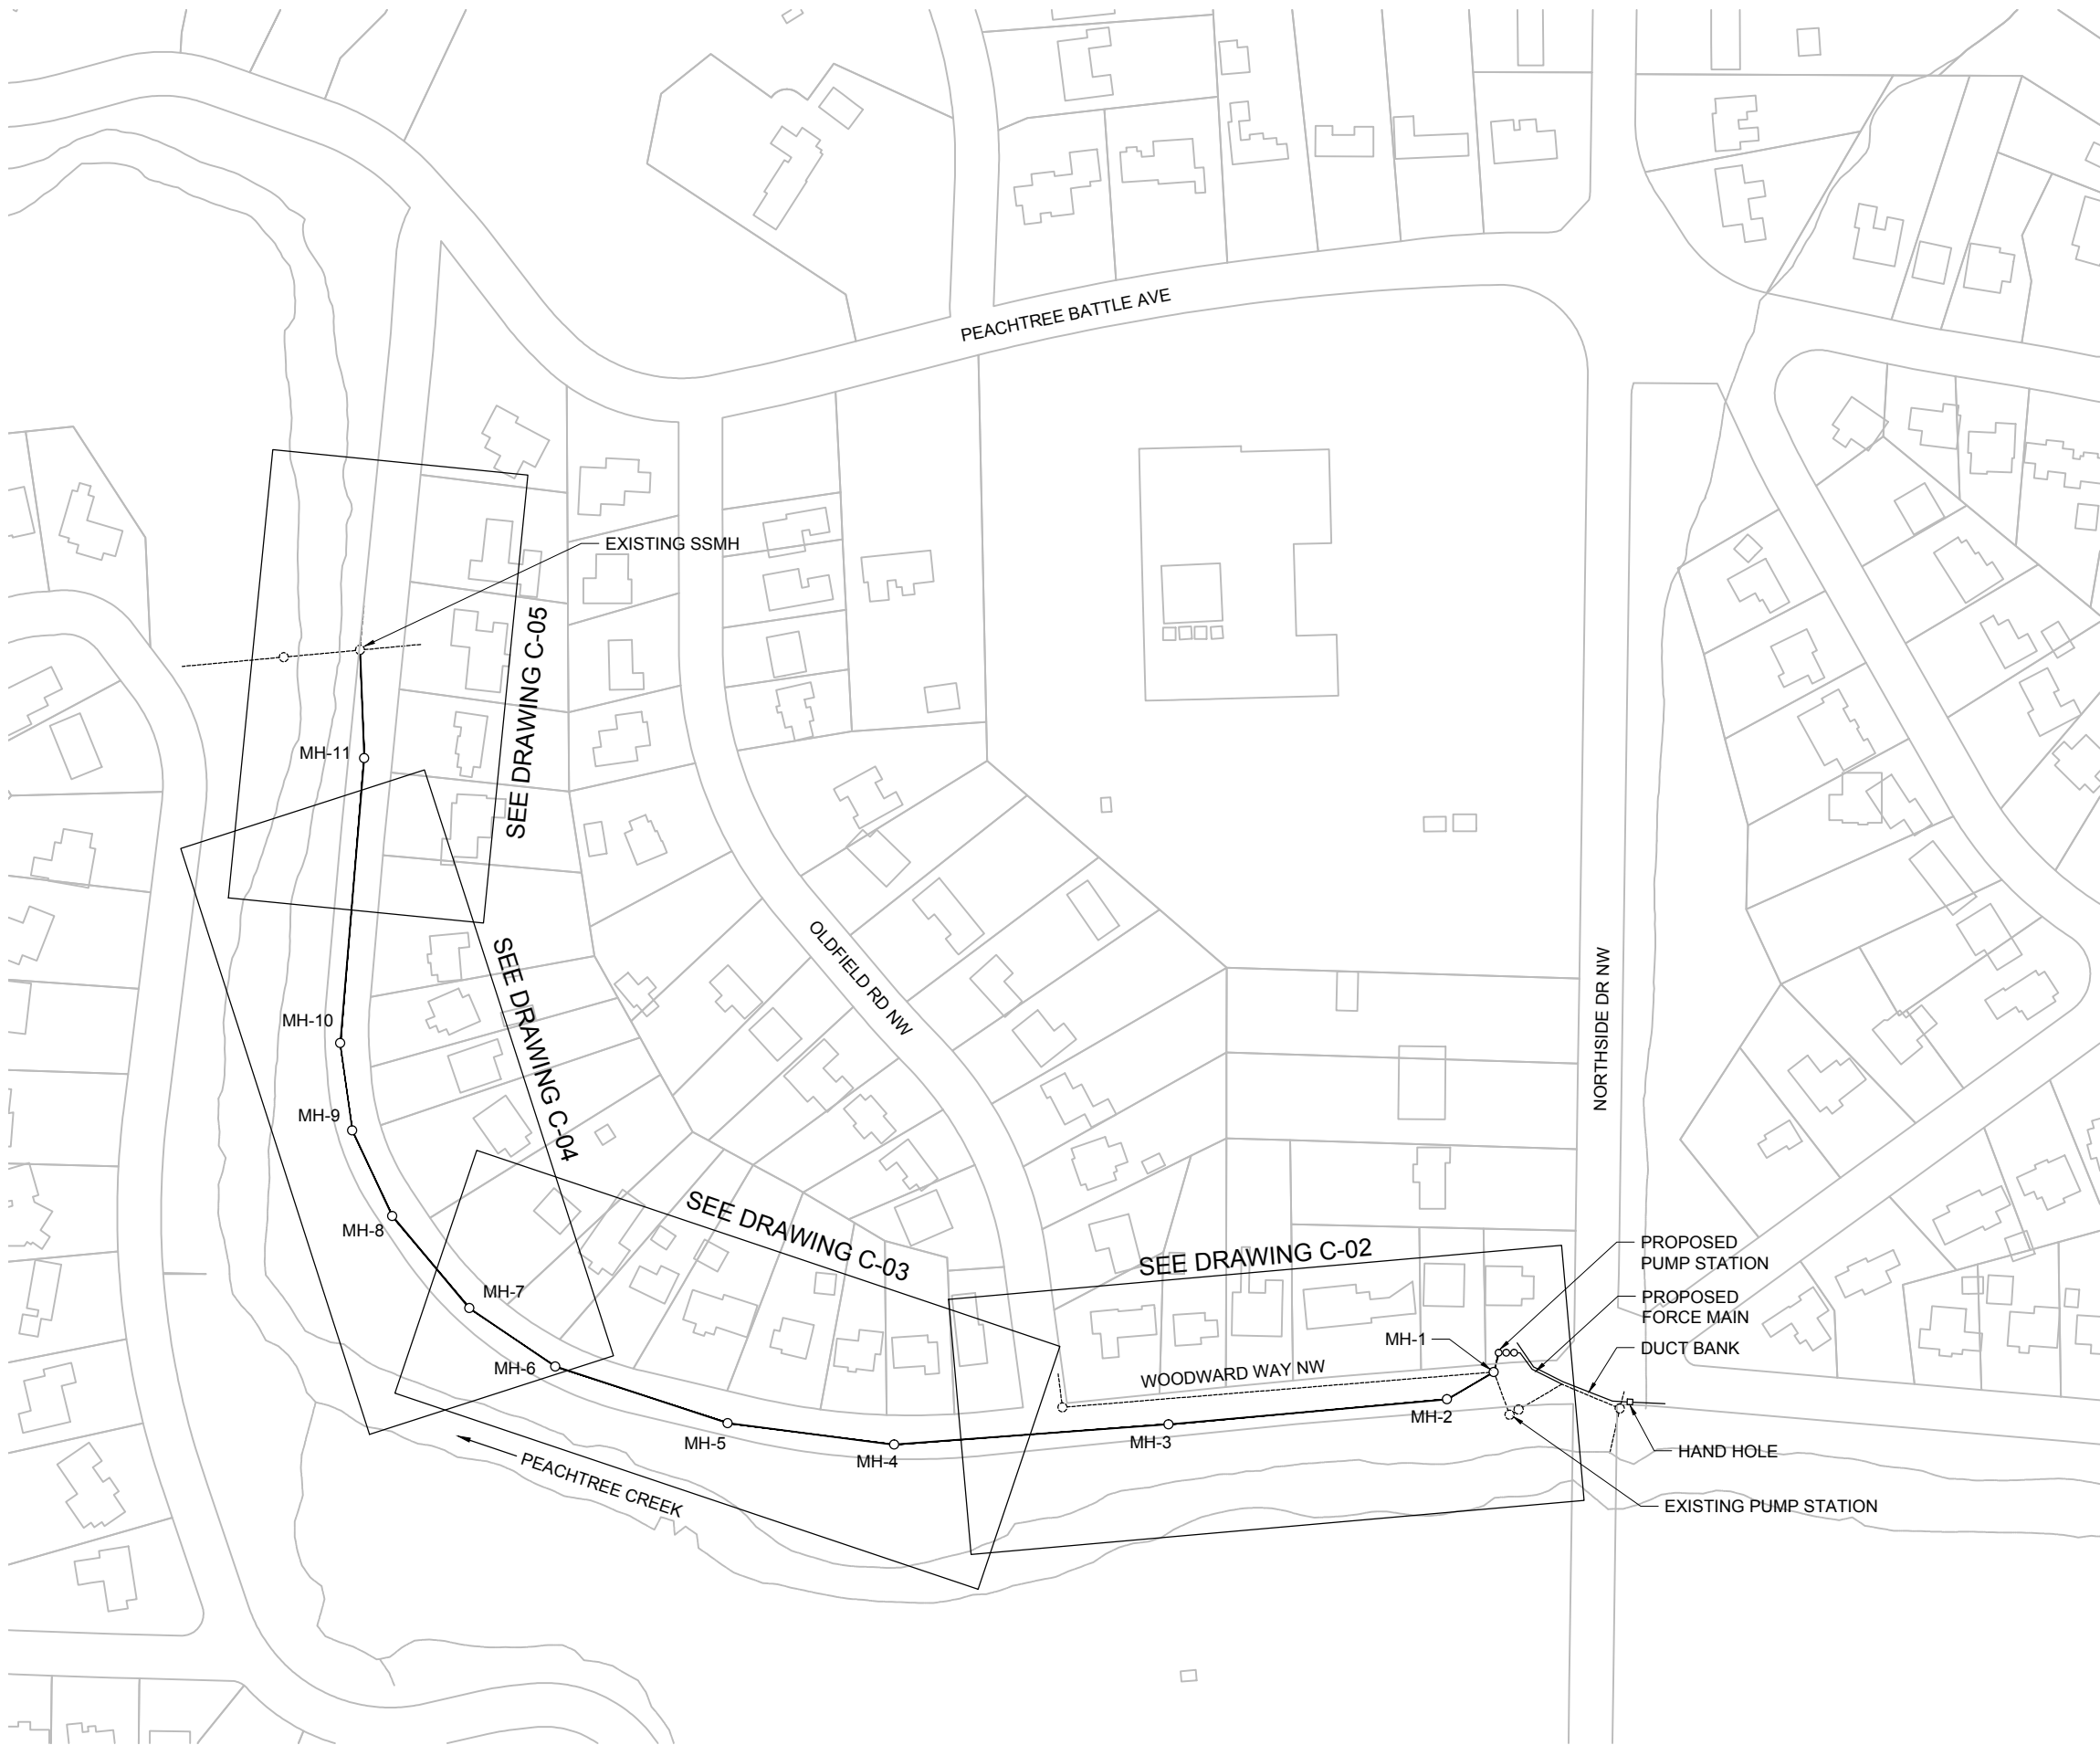 PEACHTREE BATTLE AVE
EXISTING SSMH
SEE DRAWING C-05
MH-11
OLDFIELD RD NW
SEE DRAWING C-04
NORTHSIDE DR NW
MH-10
MH-9
MH-8
SEE DRAWING C-03
SEE DRAWING C-02
PROPOSED
PUMP STATION
MH-7
PROPOSED
FORCE MAIN
MH-1
DUCT BANK
MH-6
WOODWARD WAY NW
MH-2
MH-5
MH-3
MH-4
HAND HOLE
PEACHTREE CREEK
EXISTING PUMP STATION